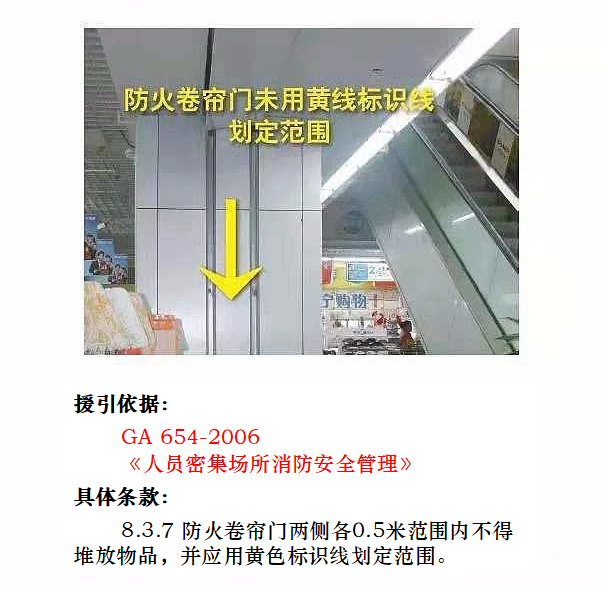 防火卷帘门未用黄线标识线
划定范围
宁购物
援引依据：
GA 654-2006
《人员密集场所消防安全管理》
具体条款：
8.3.7 防火卷帘门两侧各0.5米范围内不得
堆放物品，并应用黄色标识线划定范围。